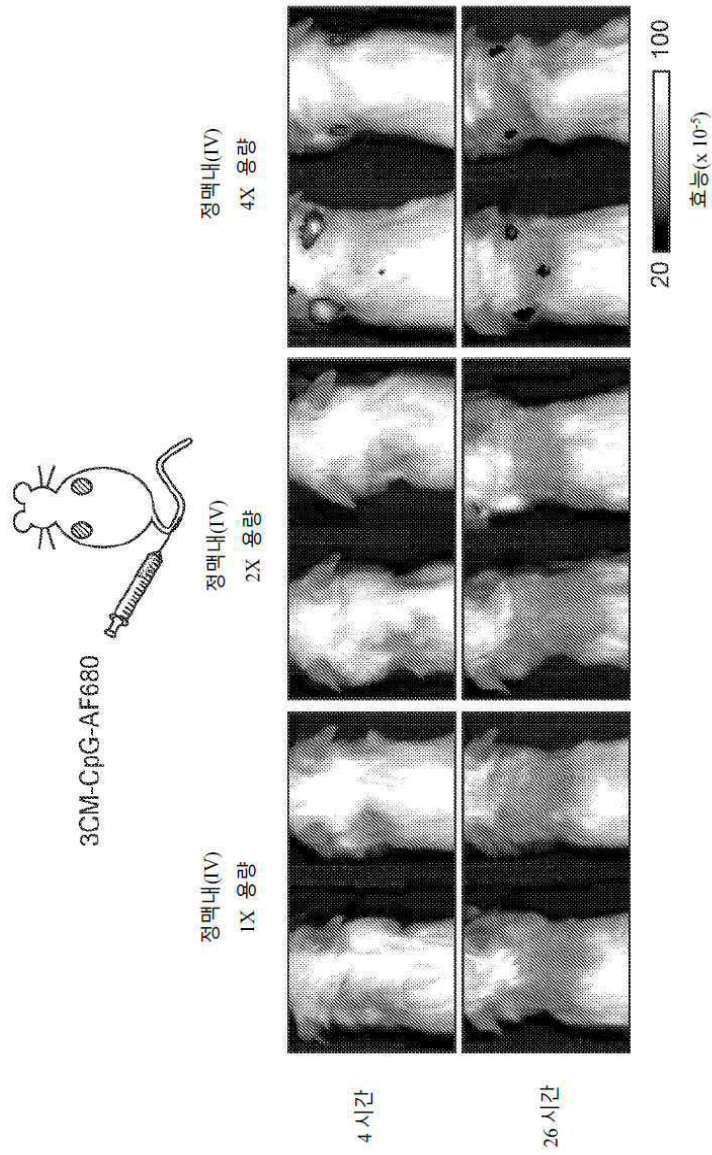 3CM-CpG-AF680
정맥내(IV)
1X 용량
정맥내(IV)
2X 용량
정맥내(IV)
4X 용량
4 시간
26 시간
20
100
효능(x 10⁻⁵)